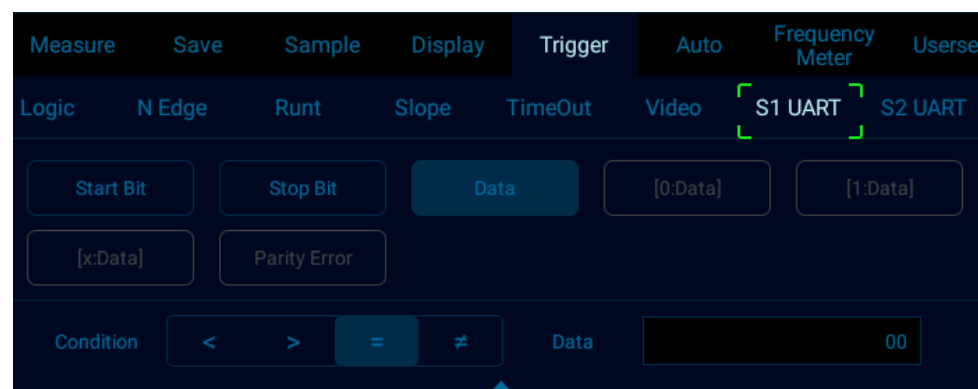 Measure Save Sample Display Trigger Auto Frequency Meter Userse
Logic N Edge Runt Slope TimeOut Video S1 UART S2 UART
Start Bit Stop Bit Data [0:Data] [1:Data]
[x:Data] Parity Error
Condition < > = ≠ Data 00